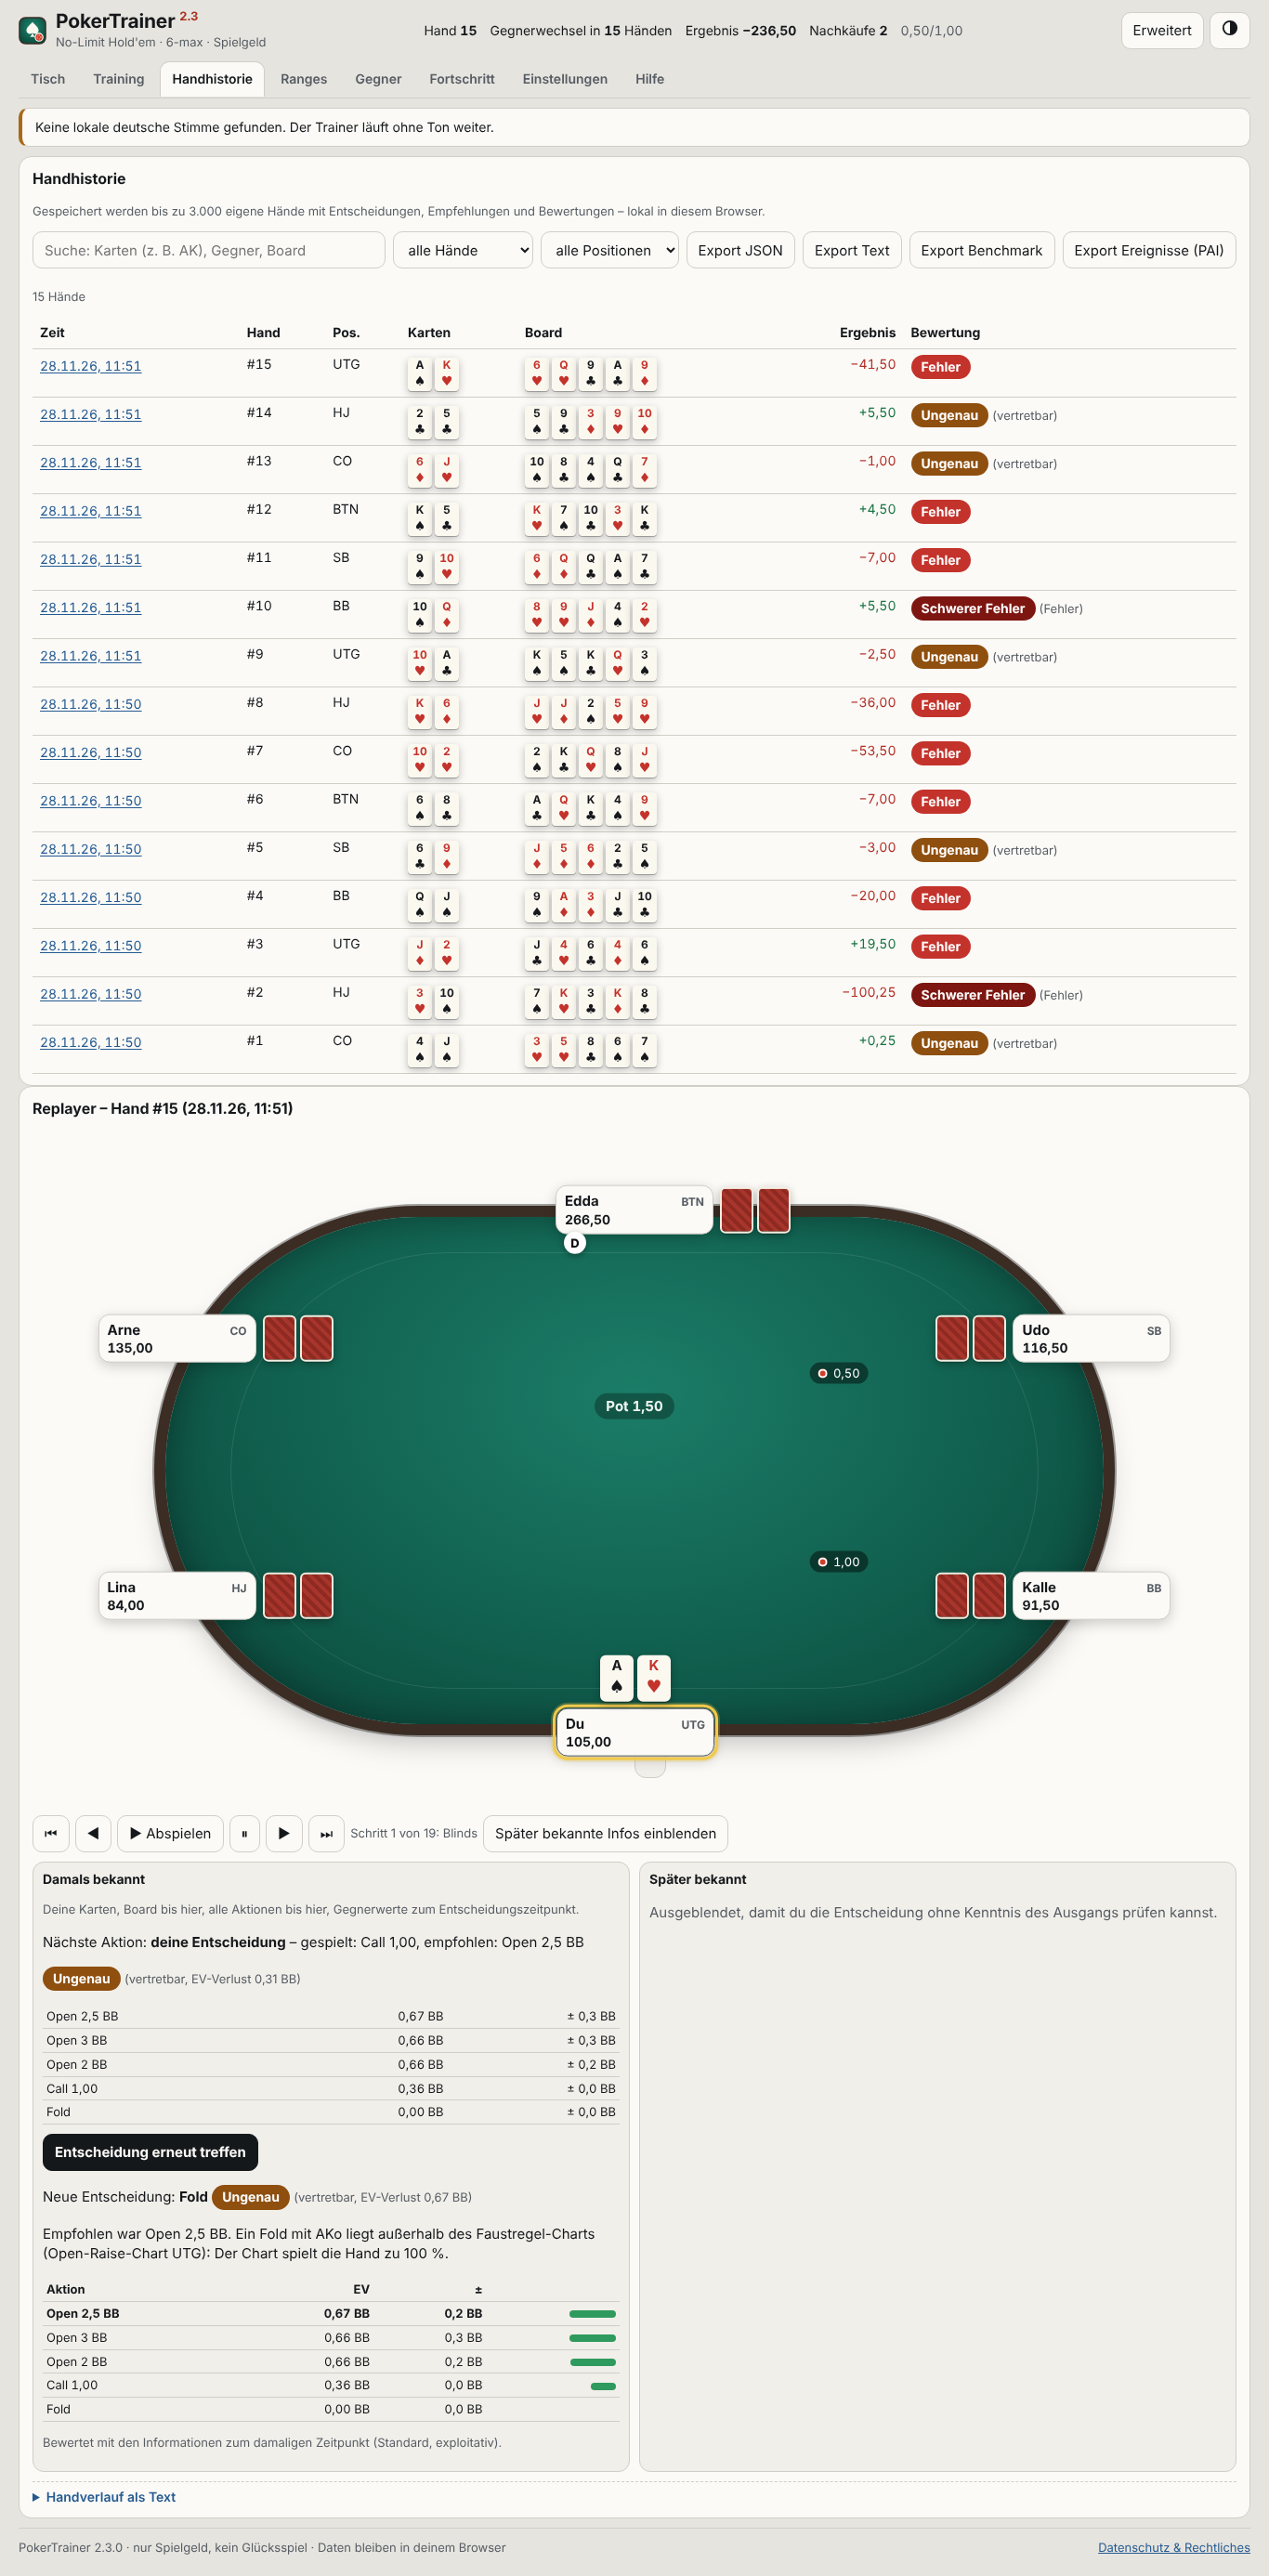 PokerTrainer 2.3
No-Limit Hold'em · 6-max · Spielgeld
Hand 15 Gegnerwechsel in 15 Händen Ergebnis −236,50 Nachkäufe 2 0,50/1,00
Erweitert
Tisch Training Handhistorie Ranges Gegner Fortschritt Einstellungen Hilfe
Keine lokale deutsche Stimme gefunden. Der Trainer läuft ohne Ton weiter.
Handhistorie
Gespeichert werden bis zu 3.000 eigene Hände mit Entscheidungen, Empfehlungen und Bewertungen – lokal in diesem Browser.
Suche: Karten (z. B. AK), Gegner, Board alle Hände alle Positionen Export JSON Export Text Export Benchmark Export Ereignisse (PAI)
15 Hände
Zeit Hand Pos. Karten Board Ergebnis Bewertung
28.11.26, 11:51 #15 UTG A♠ K♥ 6♥ Q♥ 9♣ A♣ 9♦ −41,50 Fehler
28.11.26, 11:51 #14 HJ 2♣ 5♣ 5♠ 9♣ 3♦ 9♥ 10♦ +5,50 Ungenau (vertretbar)
28.11.26, 11:51 #13 CO 6♦ J♥ 10♠ 8♣ 4♠ Q♣ 7♦ −1,00 Ungenau (vertretbar)
28.11.26, 11:51 #12 BTN K♠ 5♣ K♥ 7♠ 10♣ 3♥ K♣ +4,50 Fehler
28.11.26, 11:51 #11 SB 9♠ 10♥ 6♦ Q♦ Q♣ A♠ 7♣ −7,00 Fehler
28.11.26, 11:51 #10 BB 10♠ Q♦ 8♥ 9♥ J♦ 4♠ 2♥ +5,50 Schwerer Fehler (Fehler)
28.11.26, 11:51 #9 UTG 10♥ A♣ K♠ 5♠ K♣ Q♥ 3♠ −2,50 Ungenau (vertretbar)
28.11.26, 11:50 #8 HJ K♥ 6♦ J♥ J♦ 2♠ 5♥ 9♥ −36,00 Fehler
28.11.26, 11:50 #7 CO 10♥ 2♥ 2♠ K♣ Q♥ 8♠ J♥ −53,50 Fehler
28.11.26, 11:50 #6 BTN 6♠ 8♣ A♣ Q♥ K♣ 4♠ 9♥ −7,00 Fehler
28.11.26, 11:50 #5 SB 6♣ 9♦ J♦ 5♦ 6♦ 2♣ 5♠ −3,00 Ungenau (vertretbar)
28.11.26, 11:50 #4 BB Q♠ J♠ 9♠ A♦ 3♦ J♣ 10♣ −20,00 Fehler
28.11.26, 11:50 #3 UTG J♦ 2♥ J♣ 4♥ 6♣ 4♦ 6♠ +19,50 Fehler
28.11.26, 11:50 #2 HJ 3♥ 10♠ 7♠ K♥ 3♣ K♦ 8♣ −100,25 Schwerer Fehler (Fehler)
28.11.26, 11:50 #1 CO 4♠ J♠ 3♥ 5♥ 8♣ 6♠ 7♠ +0,25 Ungenau (vertretbar)
Replayer – Hand #15 (28.11.26, 11:51)
Edda BTN
266,50
D
Arne CO
135,00
Udo SB
116,50
0,50
Pot 1,50
1,00
Lina HJ
84,00
Kalle BB
91,50
A♠ K♥
Du UTG
105,00
⏮ ◀ ▶ Abspielen ⏸ ▶ ⏭ Schritt 1 von 19: Blinds Später bekannte Infos einblenden
Damals bekannt
Deine Karten, Board bis hier, alle Aktionen bis hier, Gegnerwerte zum Entscheidungszeitpunkt.
Nächste Aktion: deine Entscheidung – gespielt: Call 1,00, empfohlen: Open 2,5 BB
Ungenau (vertretbar, EV-Verlust 0,31 BB)
Open 2,5 BB 0,67 BB ± 0,3 BB
Open 3 BB 0,66 BB ± 0,3 BB
Open 2 BB 0,66 BB ± 0,2 BB
Call 1,00 0,36 BB ± 0,0 BB
Fold 0,00 BB ± 0,0 BB
Entscheidung erneut treffen
Neue Entscheidung: Fold Ungenau (vertretbar, EV-Verlust 0,67 BB)
Empfohlen war Open 2,5 BB. Ein Fold mit AKo liegt außerhalb des Faustregel-Charts
(Open-Raise-Chart UTG): Der Chart spielt die Hand zu 100 %.
Aktion EV ±
Open 2,5 BB 0,67 BB 0,2 BB
Open 3 BB 0,66 BB 0,3 BB
Open 2 BB 0,66 BB 0,2 BB
Call 1,00 0,36 BB 0,0 BB
Fold 0,00 BB 0,0 BB
Bewertet mit den Informationen zum damaligen Zeitpunkt (Standard, exploitativ).
Später bekannt
Ausgeblendet, damit du die Entscheidung ohne Kenntnis des Ausgangs prüfen kannst.
▶ Handverlauf als Text
PokerTrainer 2.3.0 · nur Spielgeld, kein Glücksspiel · Daten bleiben in deinem Browser
Datenschutz & Rechtliches